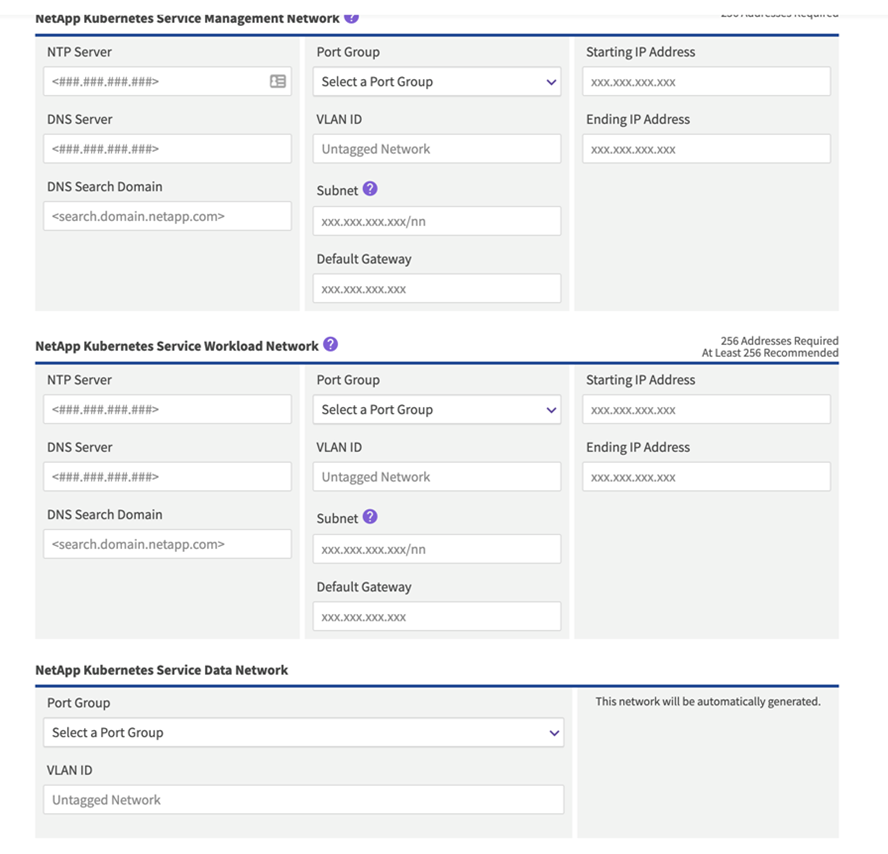 NetApp Kubernetes Service Management Network ?
NTP Server
<###.###.###.###>
DNS Server
<###.###.###.###>
DNS Search Domain
<search.domain.netapp.com>
Port Group
Select a Port Group
VLAN ID
Untagged Network
Subnet ?
xxx.xxx.xxx.xxx/nn
Default Gateway
xxx.xxx.xxx.xxx
Starting IP Address
xxx.xxx.xxx.xxx
Ending IP Address
xxx.xxx.xxx.xxx
NetApp Kubernetes Service Workload Network ?
256 Addresses Required
At Least 256 Recommended
NTP Server
<###.###.###.###>
DNS Server
<###.###.###.###>
DNS Search Domain
<search.domain.netapp.com>
Port Group
Select a Port Group
VLAN ID
Untagged Network
Subnet ?
xxx.xxx.xxx.xxx/nn
Default Gateway
xxx.xxx.xxx.xxx
Starting IP Address
xxx.xxx.xxx.xxx
Ending IP Address
xxx.xxx.xxx.xxx
NetApp Kubernetes Service Data Network
Port Group
Select a Port Group
VLAN ID
Untagged Network
This network will be automatically generated.